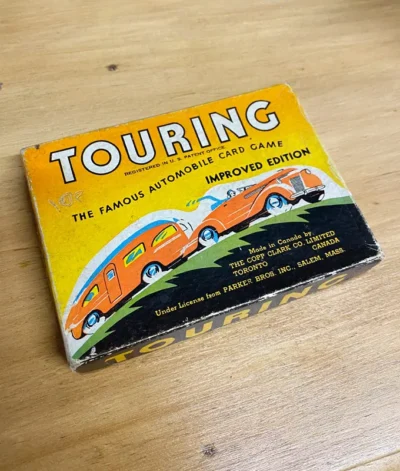 TOURING
REGISTERED IN U. S. PATENT OFFICE
THE FAMOUS AUTOMOBILE CARD GAME
IMPROVED EDITION
Made in Canada by
THE COPP CLARK CO. LIMITED
TORONTO CANADA
Under License from PARKER BROS. INC., SALEM, MASS.
TOURING